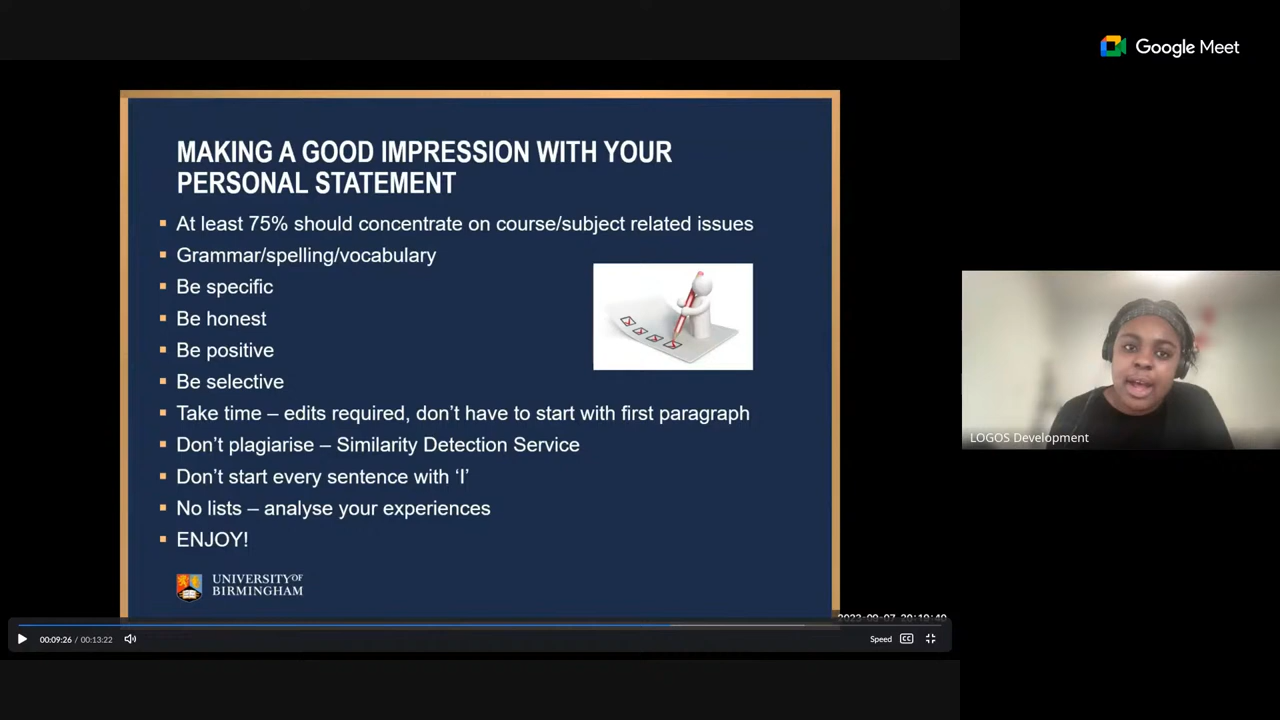 Google Meet
MAKING A GOOD IMPRESSION WITH YOUR
PERSONAL STATEMENT
At least 75% should concentrate on course/subject related issues
Grammar/spelling/vocabulary
Be specific
Be honest
Be positive
Be selective
Take time – edits required, don’t have to start with first paragraph
Don’t plagiarise – Similarity Detection Service
Don’t start every sentence with ‘I’
No lists – analyse your experiences
ENJOY!
UNIVERSITY OF
BIRMINGHAM
LOGOS Development
00:09:26 / 00:13:22
Speed
CC